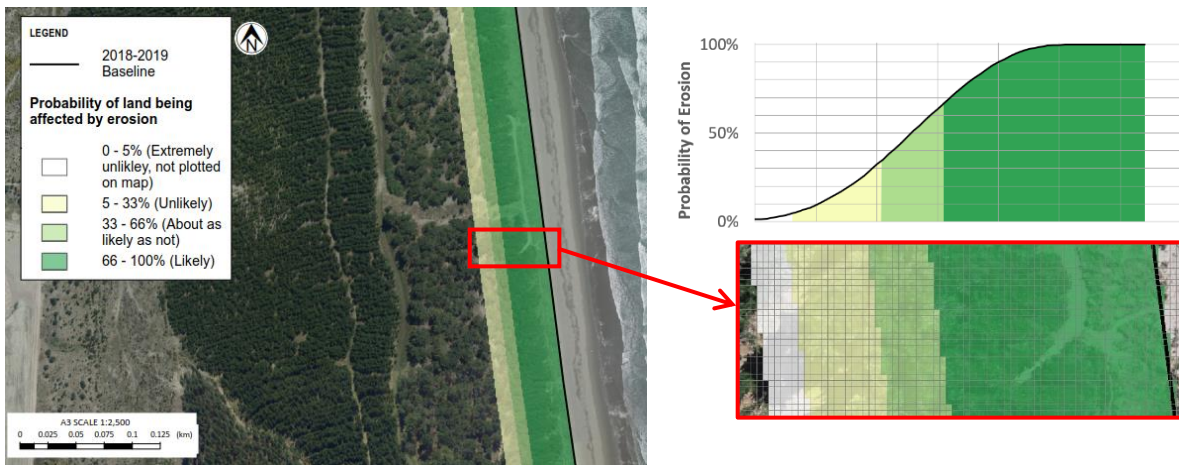 LEGEND
2018-2019
Baseline
Probability of land being
affected by erosion
0 - 5% (Extremely
unlikley, not plotted
on map)
5 - 33% (Unlikely)
33 - 66% (About as
likely as not)
66 - 100% (Likely)
N
A3 SCALE 1:2,500
0 0.025 0.05 0.075 0.1 0.125 (km)
Probability of Erosion
100%
50%
0%